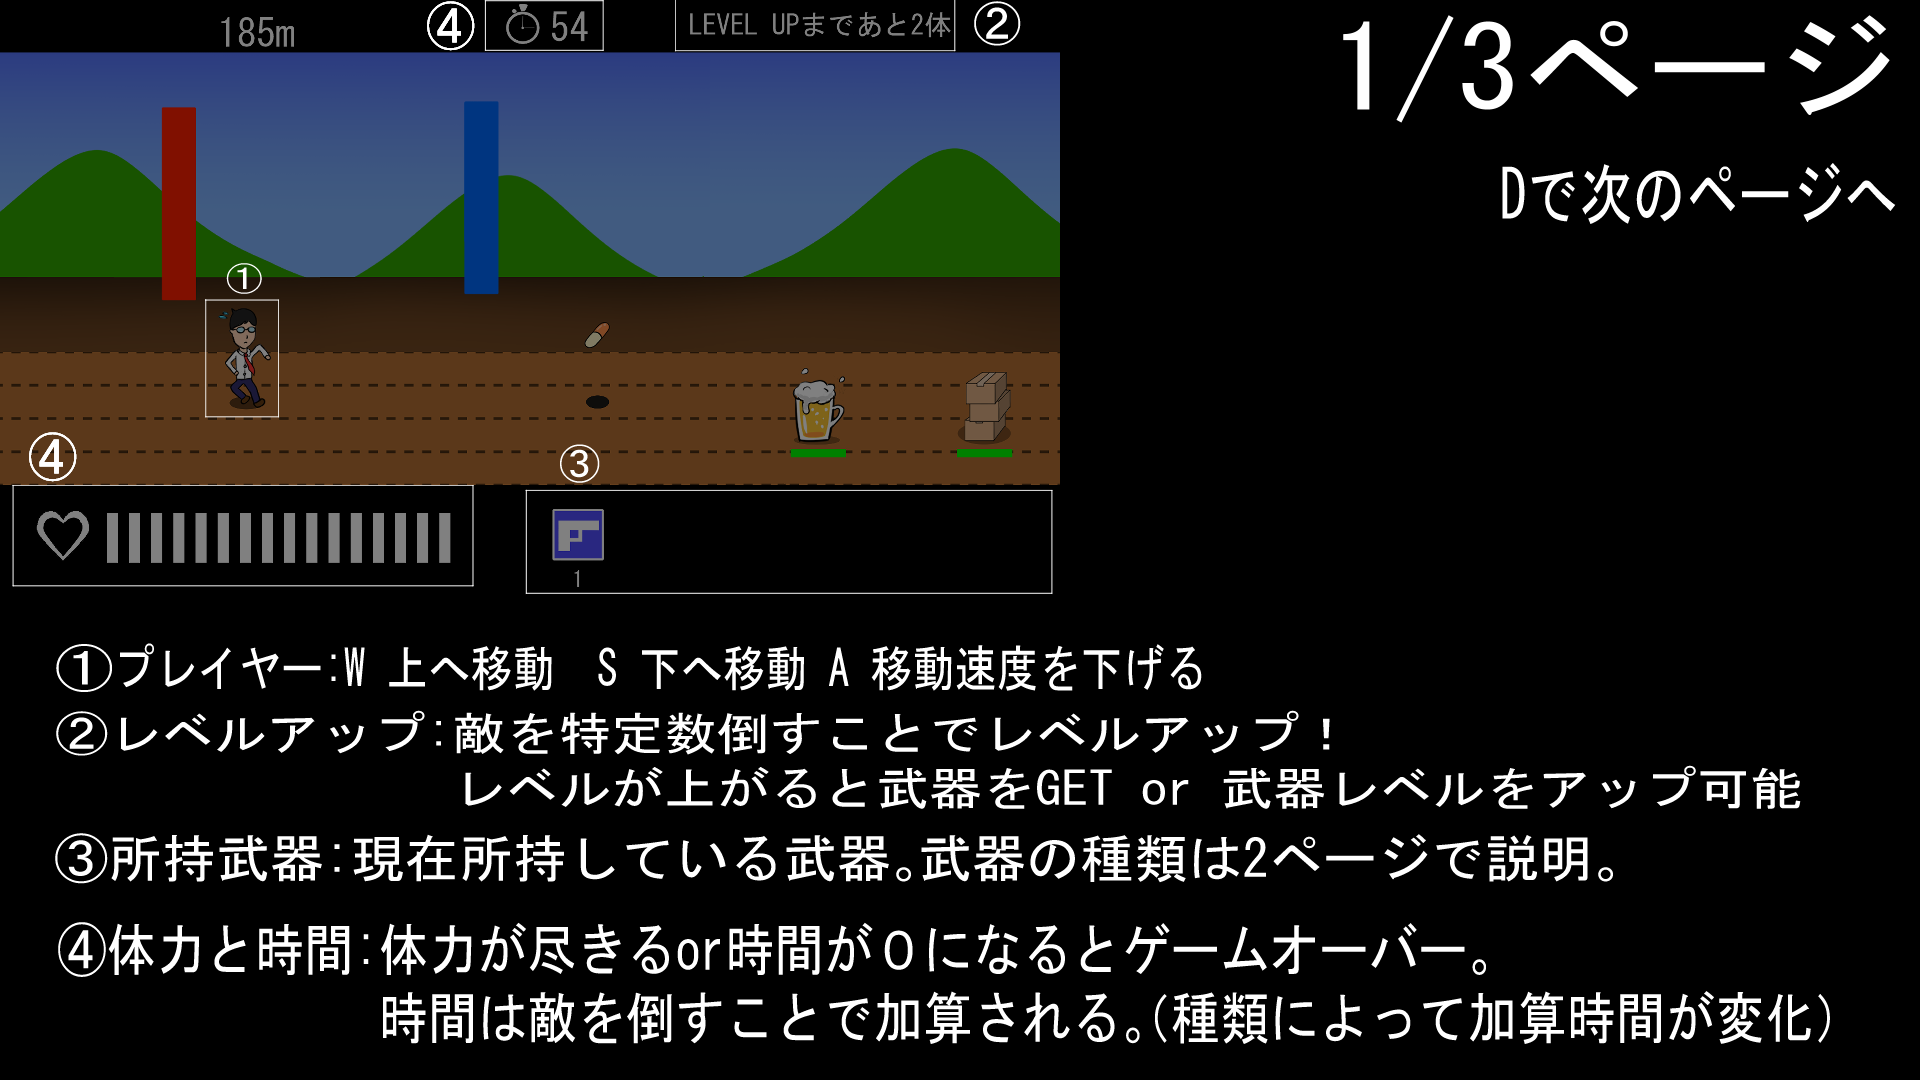 185m
④
54
LEVEL UPまであと2体
②
1/3ページ
Dで次のページへ
①
④
③
1
①プレイヤー:W 上へ移動　S 下へ移動 A 移動速度を下げる
②レベルアップ:敵を特定数倒すことでレベルアップ！
レベルが上がると武器をGET or 武器レベルをアップ可能
③所持武器:現在所持している武器。武器の種類は2ページで説明。
④体力と時間:体力が尽きるor時間が０になるとゲームオーバー。
時間は敵を倒すことで加算される。(種類によって加算時間が変化)